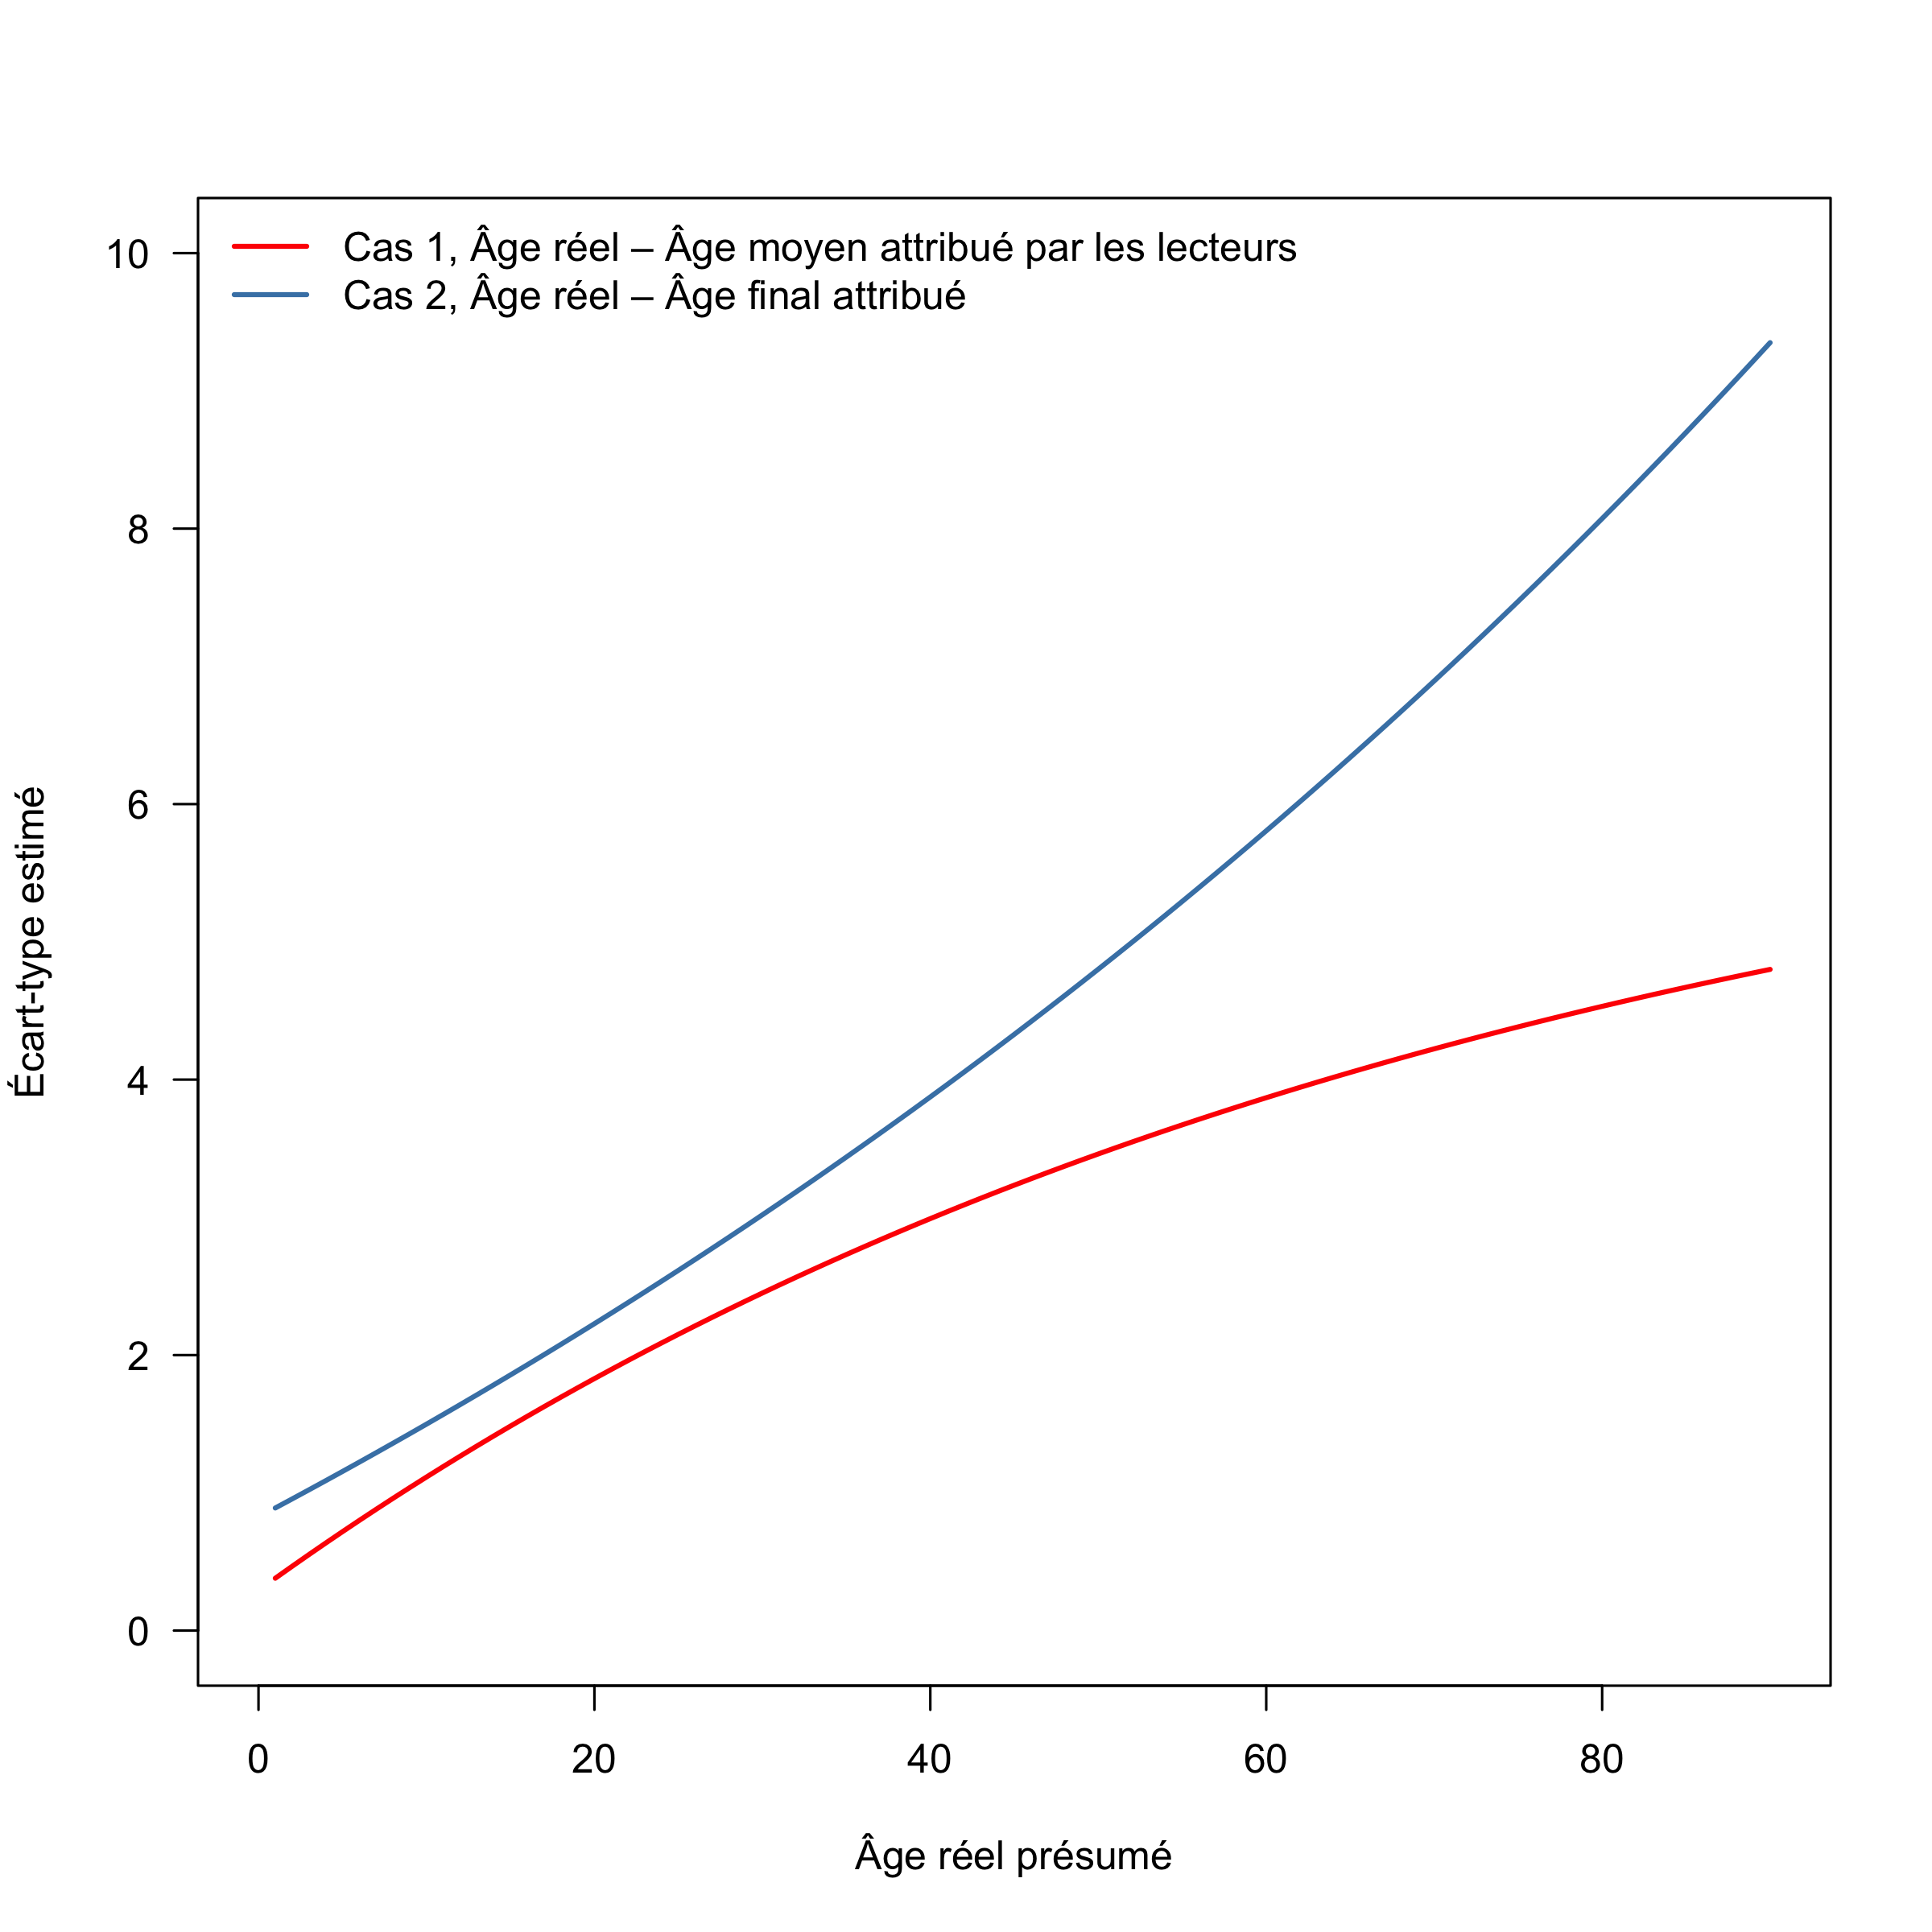 Cas 1, Âge réel – Âge moyen attribué par les lecteurs
Cas 2, Âge réel – Âge final attribué
10
8
6
4
2
0
Écart-type estimé
0 20 40 60 80
Âge réel présumé